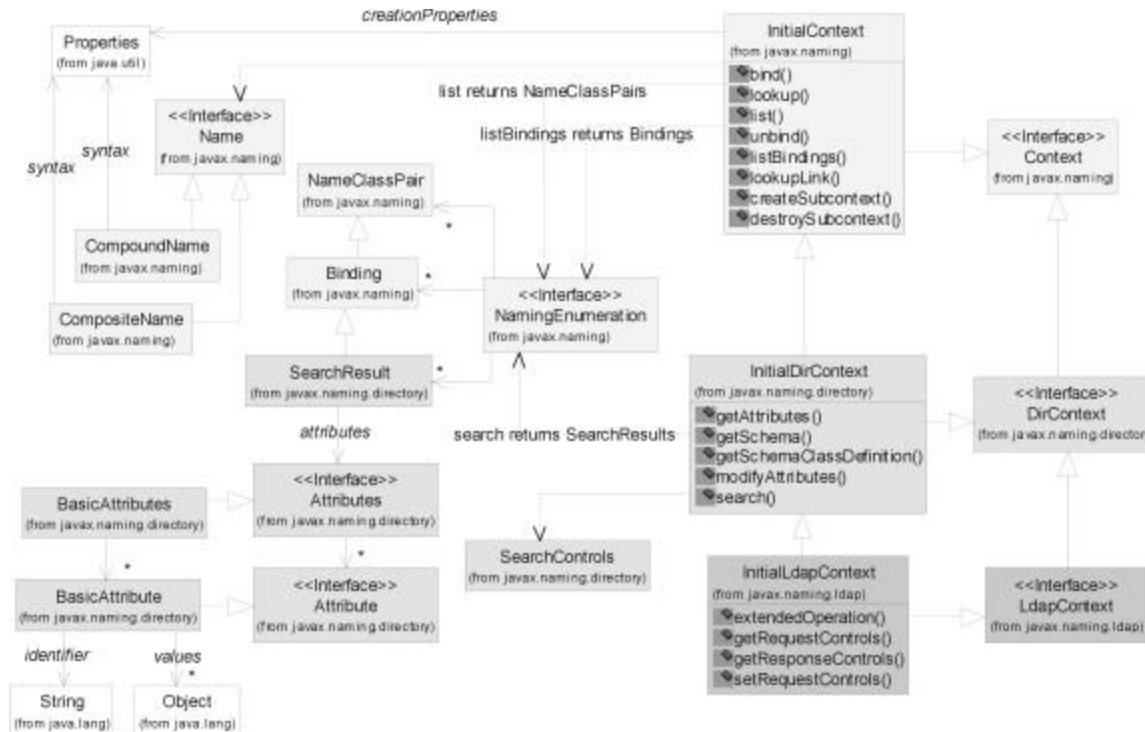 creationProperties
Properties
(from java.util)
InitialContext
(from javax.naming)
bind()
lookup()
list()
unbind()
listBindings()
lookupLink()
createSubcontext()
destroySubcontext()
list returns NameClassPairs
listBindings returns Bindings
<<Interface>>
Name
(from javax.naming)
syntax
syntax
<<Interface>>
Context
(from javax.naming)
NameClassPair
(from javax.naming)
*
CompoundName
(from javax.naming)
Binding
(from javax.naming)
*
<<Interface>>
NamingEnumeration
(from javax.naming)
CompositeName
(from javax.naming)
SearchResult
(from javax.naming.directory)
*
InitialDirContext
(from javax.naming.directory)
getAttributes()
getSchema()
getSchemaClassDefinition()
modifyAttributes()
search()
<<Interface>>
DirContext
(from javax.naming.director
attributes
search returns SearchResults
BasicAttributes
(from javax.naming.directory)
<<Interface>>
Attributes
(from javax.naming.directory)
*
*
SearchControls
(from javax.naming.directory)
BasicAttribute
(from javax.naming.directory)
<<Interface>>
Attribute
(from javax.naming.directory)
InitialLdapContext
(from javax.naming.ldap)
extendedOperation()
getRequestControls()
getResponseControls()
setRequestControls()
<<Interface>>
LdapContext
(from javax.naming.ldap)
identifier
values
*
String
(from java.lang)
Object
(from java.lang)